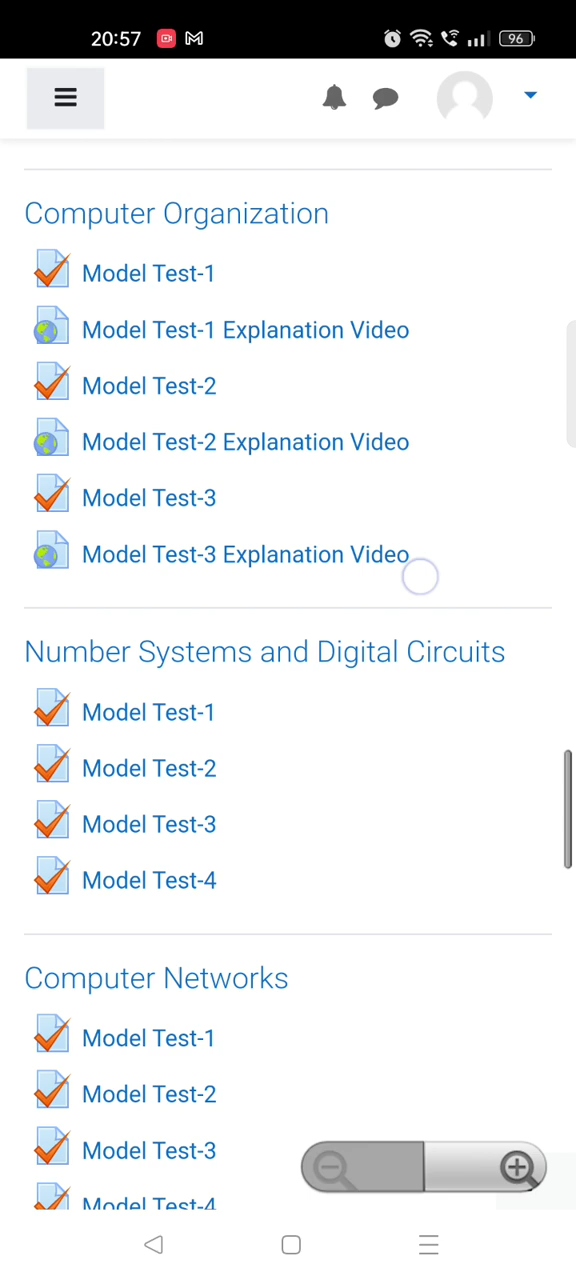 20:57
96
Computer Organization
Model Test-1
Model Test-1 Explanation Video
Model Test-2
Model Test-2 Explanation Video
Model Test-3
Model Test-3 Explanation Video
Number Systems and Digital Circuits
Model Test-1
Model Test-2
Model Test-3
Model Test-4
Computer Networks
Model Test-1
Model Test-2
Model Test-3
Model Test-4